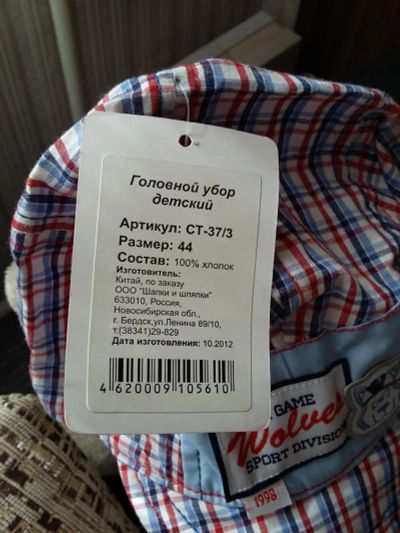 Головной убор
детский
Артикул: СТ-37/3
Размер: 44
Состав: 100% хлопок
Изготовитель:
Китай, по заказу
ООО "Шапки и шляпки"
633010, Россия,
Новосибирская обл.,
г. Бердск,ул.Ленина 89/10,
т.(38341)29-829
Дата изготовления: 10.2012
4 620009 105610
GAME
Wolves
SPORT DIVISION
1998